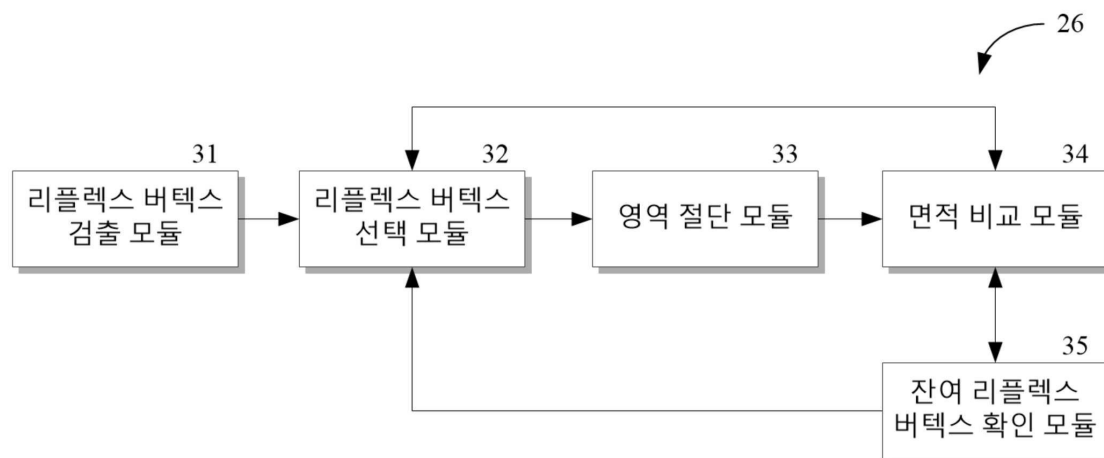 26
31
리플렉스 버텍스
검출 모듈
32
리플렉스 버텍스
선택 모듈
33
영역 절단 모듈
34
면적 비교 모듈
35
잔여 리플렉스
버텍스 확인 모듈